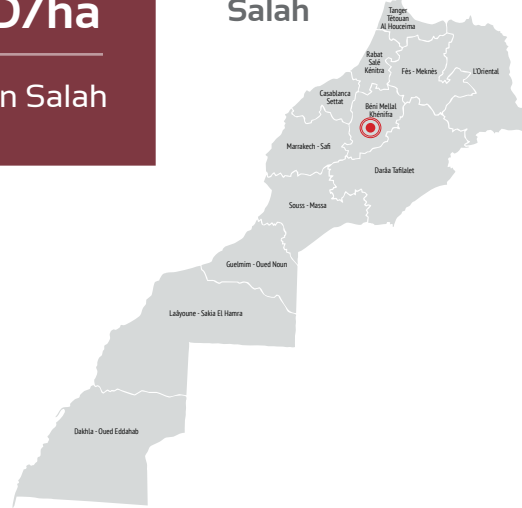 D/ha
n Salah
Salah
Tanger
Tétouan
Al Houceima
Rabat
Salé
Kénitra
Fès - Meknès
L'Oriental
Casablanca
Settat
Béni Mellal
Khénifra
Marrakech - Safi
Darâa Tafilalet
Souss - Massa
Guelmim - Oued Noun
Laâyoune - Sakia El Hamra
Dakhla - Oued Eddahab